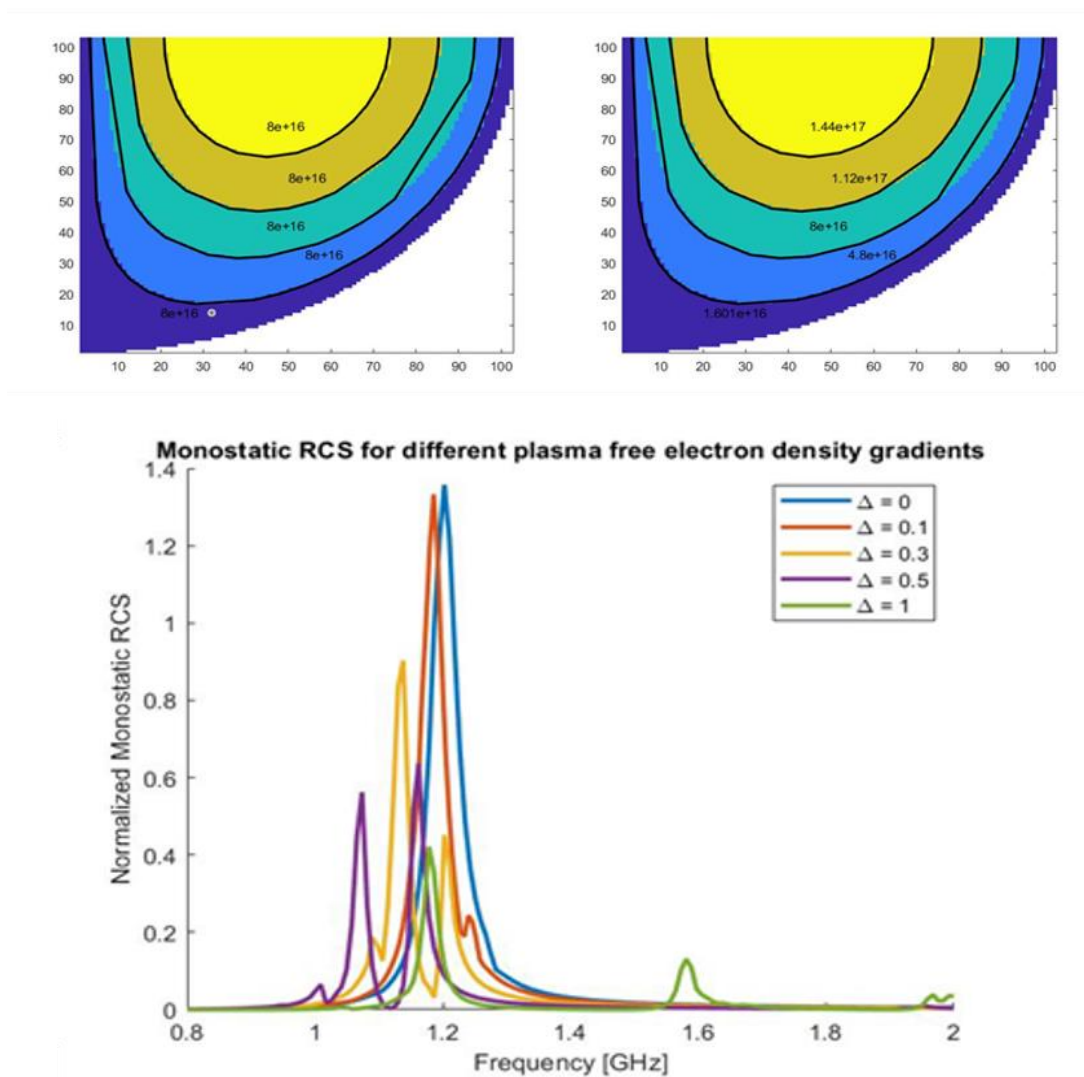 100
90
80
70
60
50
40
30
20
10
8e+16
8e+16
8e+16
8e+16
8e+16
10 20 30 40 50 60 70 80 90 100
100
90
80
70
60
50
40
30
20
10
1.44e+17
1.12e+17
8e+16
4.8e+16
1.601e+16
10 20 30 40 50 60 70 80 90 100
Monostatic RCS for different plasma free electron density gradients
Normalized Monostatic RCS
1.4
1.2
1
0.8
0.6
0.4
0.2
0
Δ = 0
Δ = 0.1
Δ = 0.3
Δ = 0.5
Δ = 1
0.8 1 1.2 1.4 1.6 1.8 2
Frequency [GHz]